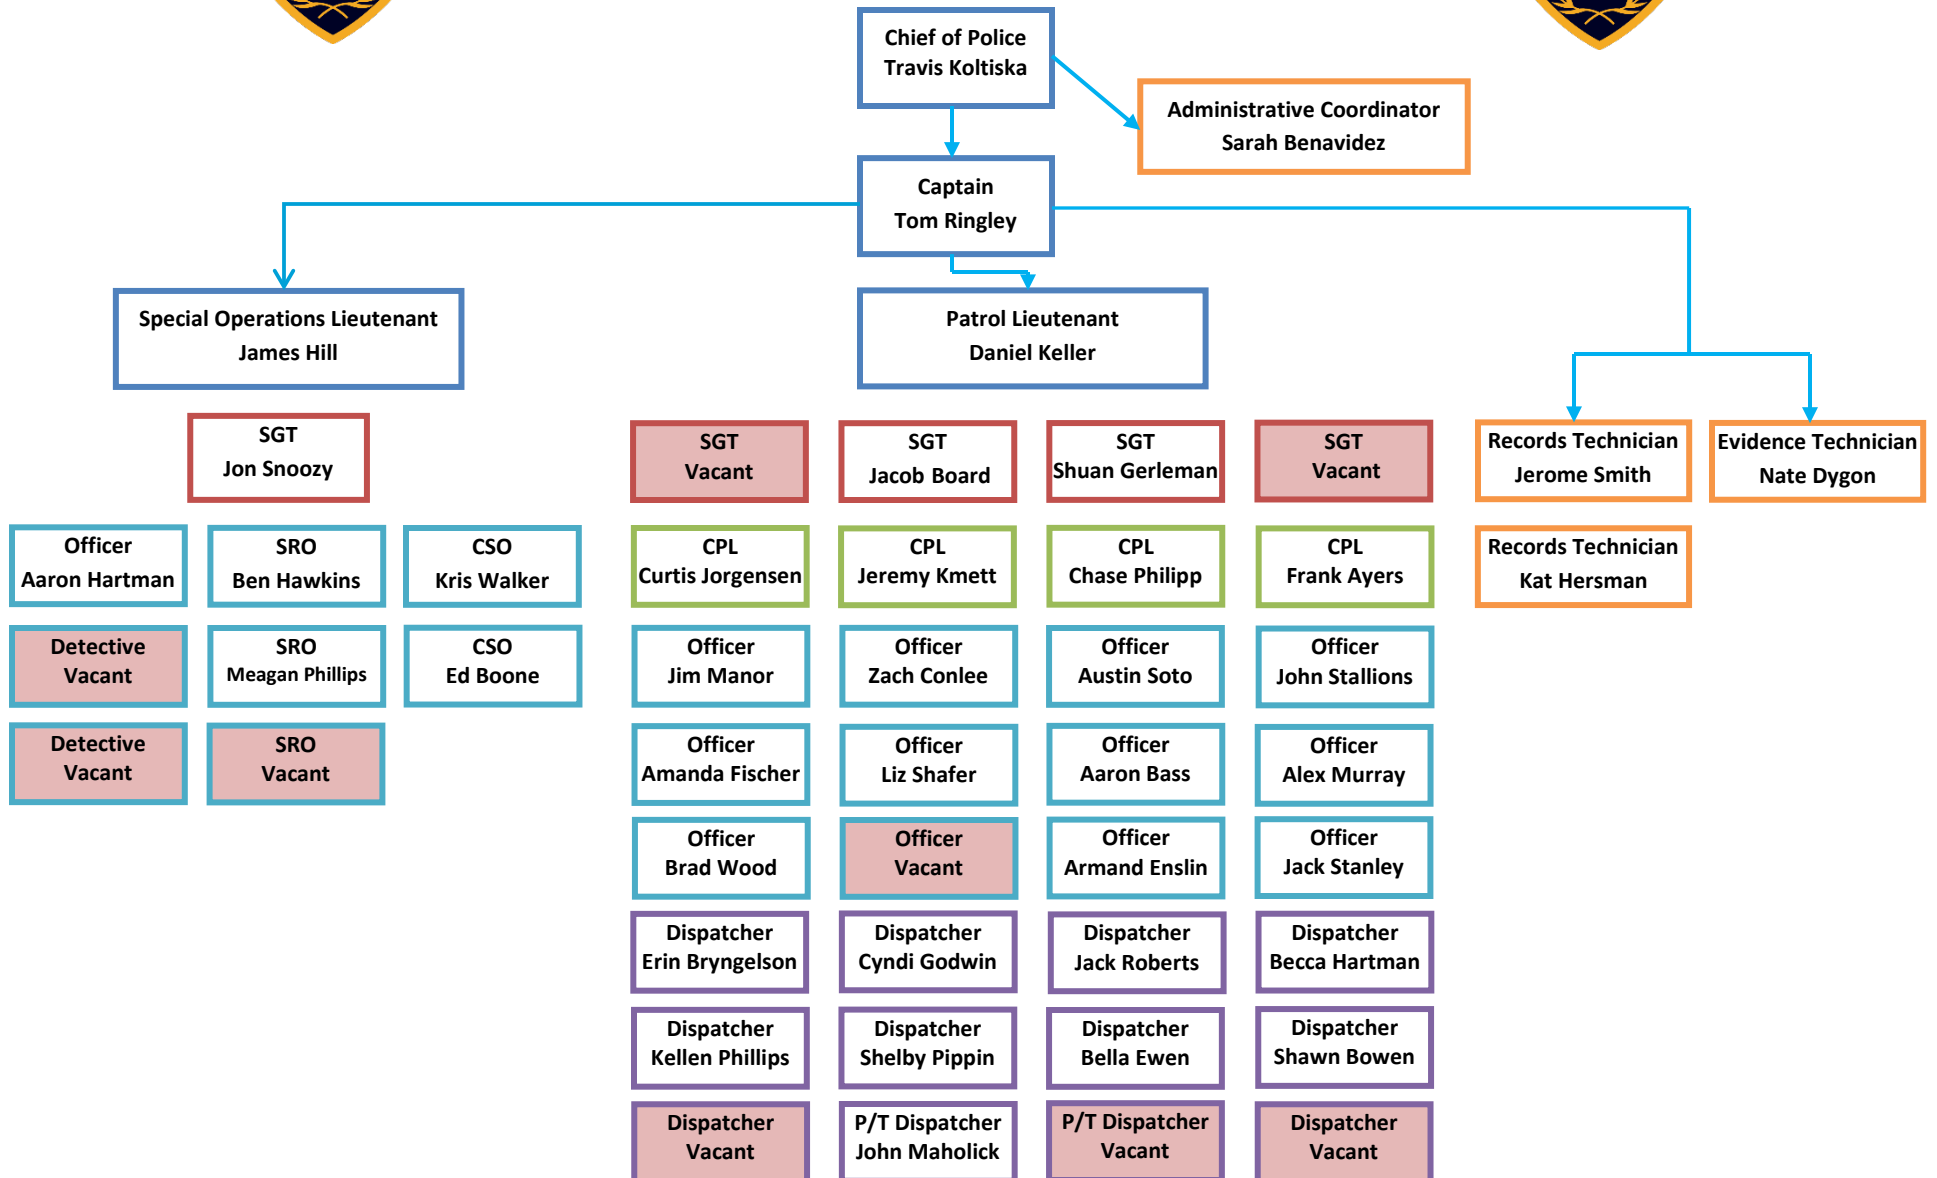 Chief of Police
Travis Koltiska
Administrative Coordinator
Sarah Benavidez
Captain
Tom Ringley
Special Operations Lieutenant
James Hill
Patrol Lieutenant
Daniel Keller
SGT
Jon Snoozy
SGT
Vacant
SGT
Jacob Board
SGT
Shuan Gerleman
SGT
Vacant
Records Technician
Jerome Smith
Evidence Technician
Nate Dygon
Officer
Aaron Hartman
SRO
Ben Hawkins
CSO
Kris Walker
CPL
Curtis Jorgensen
CPL
Jeremy Kmett
CPL
Chase Philipp
CPL
Frank Ayers
Records Technician
Kat Hersman
Detective
Vacant
SRO
Meagan Phillips
CSO
Ed Boone
Officer
Jim Manor
Officer
Zach Conlee
Officer
Austin Soto
Officer
John Stallions
Detective
Vacant
SRO
Vacant
Officer
Amanda Fischer
Officer
Liz Shafer
Officer
Aaron Bass
Officer
Alex Murray
Officer
Brad Wood
Officer
Vacant
Officer
Armand Enslin
Officer
Jack Stanley
Dispatcher
Erin Bryngelson
Dispatcher
Cyndi Godwin
Dispatcher
Jack Roberts
Dispatcher
Becca Hartman
Dispatcher
Kellen Phillips
Dispatcher
Shelby Pippin
Dispatcher
Bella Ewen
Dispatcher
Shawn Bowen
Dispatcher
Vacant
P/T Dispatcher
John Maholick
P/T Dispatcher
Vacant
Dispatcher
Vacant